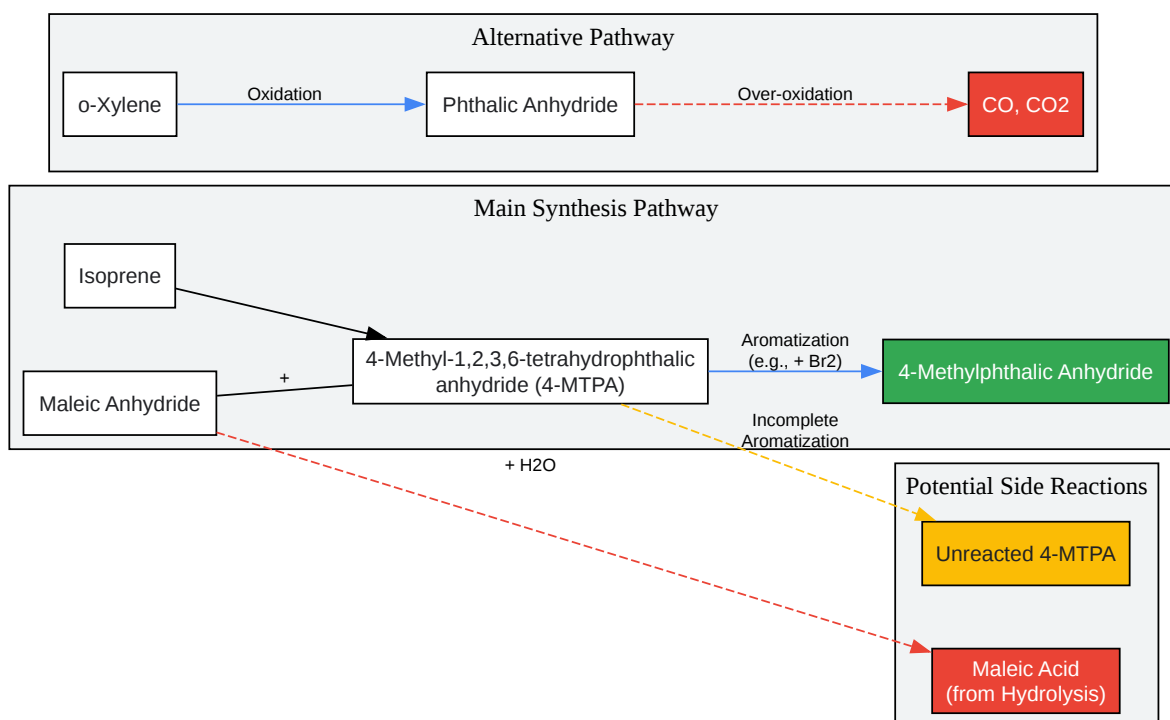 Alternative Pathway
o-Xylene
Oxidation
Phthalic Anhydride
Over-oxidation
CO, CO2
Main Synthesis Pathway
Isoprene
Maleic Anhydride
+
4-Methyl-1,2,3,6-tetrahydrophthalic
anhydride (4-MTPA)
Aromatization
(e.g., + Br2)
4-Methylphthalic Anhydride
Incomplete
Aromatization
+ H2O
Potential Side Reactions
Unreacted 4-MTPA
Maleic Acid
(from Hydrolysis)